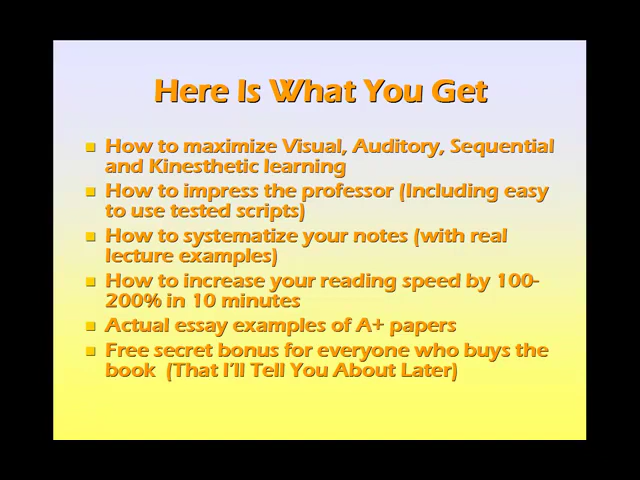 Here Is What You Get
How to maximize Visual, Auditory, Sequential
and Kinesthetic learning
How to impress the professor (Including easy
to use tested scripts)
How to systematize your notes (with real
lecture examples)
How to increase your reading speed by 100-
200% in 10 minutes
Actual essay examples of A+ papers
Free secret bonus for everyone who buys the
book (That I'll Tell You About Later)